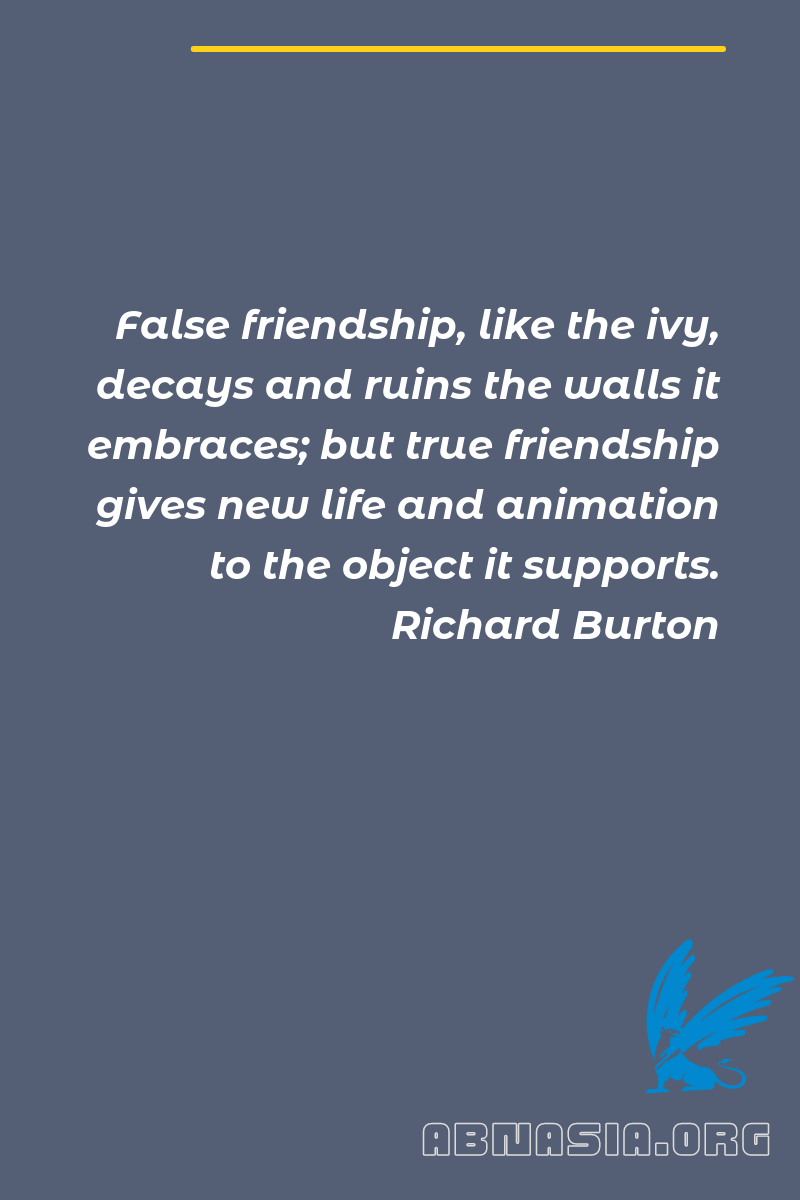 False friendship, like the ivy,
decays and ruins the walls it
embraces; but true friendship
gives new life and animation
to the object it supports.
Richard Burton
ABNASIA.ORG